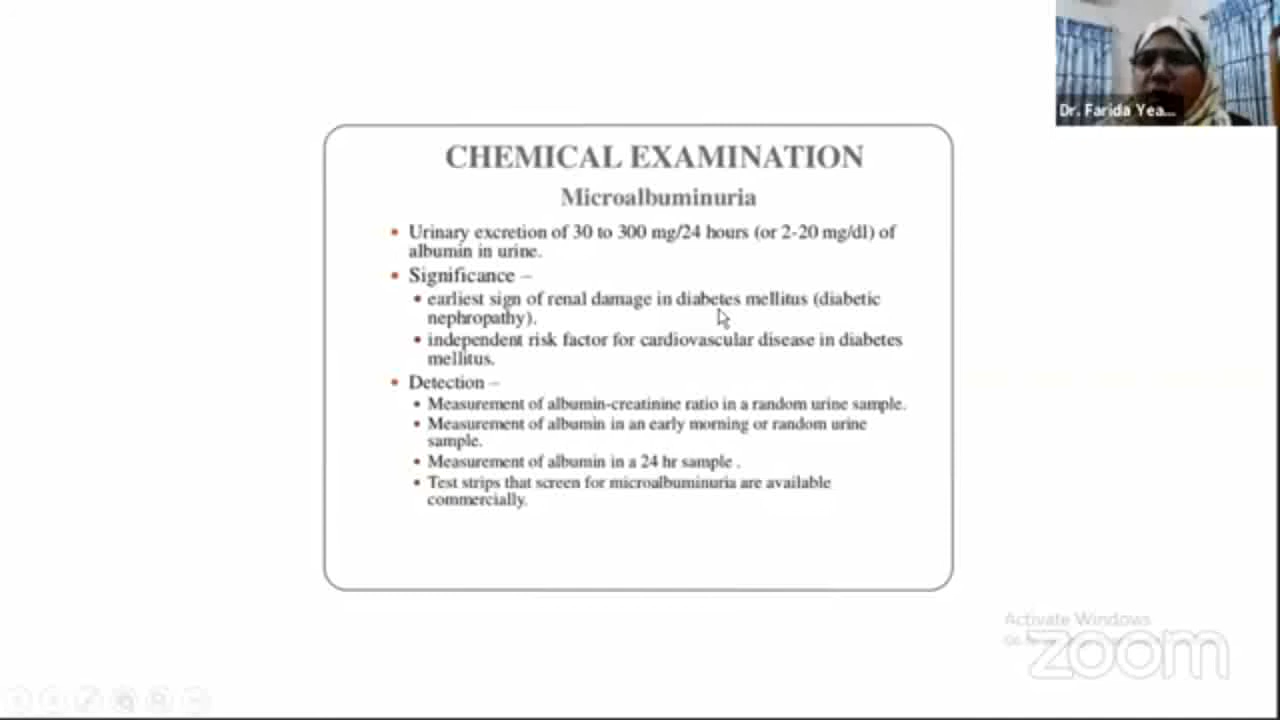 Dr. Farida Yea...
CHEMICAL EXAMINATION
Microalbuminuria
• Urinary excretion of 30 to 300 mg/24 hours (or 2-20 mg/dl) of
albumin in urine.
• Significance –
• earliest sign of renal damage in diabetes mellitus (diabetic
nephropathy).
• independent risk factor for cardiovascular disease in diabetes
mellitus.
• Detection –
• Measurement of albumin-creatinine ratio in a random urine sample.
• Measurement of albumin in an early morning or random urine
sample.
• Measurement of albumin in a 24 hr sample .
• Test strips that screen for microalbuminuria are available
commercially.
Activate Windows
zoom